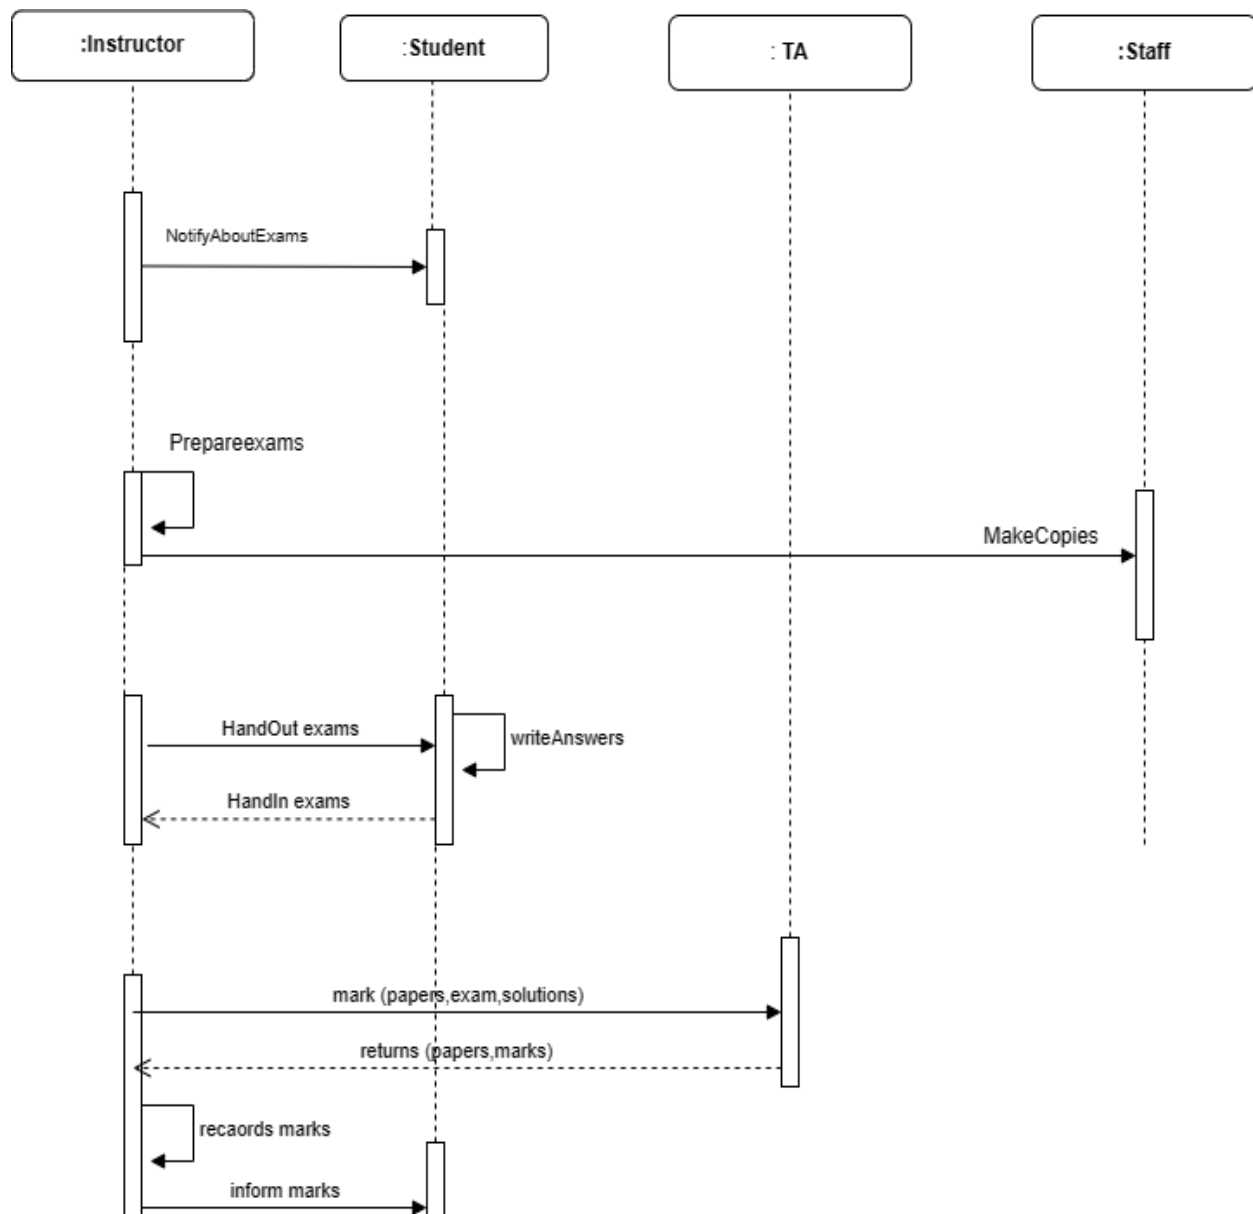 :Instructor
:Student
: TA
:Staff
NotifyAboutExams
Prepareexams
MakeCopies
HandOut exams
writeAnswers
HandIn exams
mark (papers,exam,solutions)
returns (papers,marks)
recaords marks
inform marks